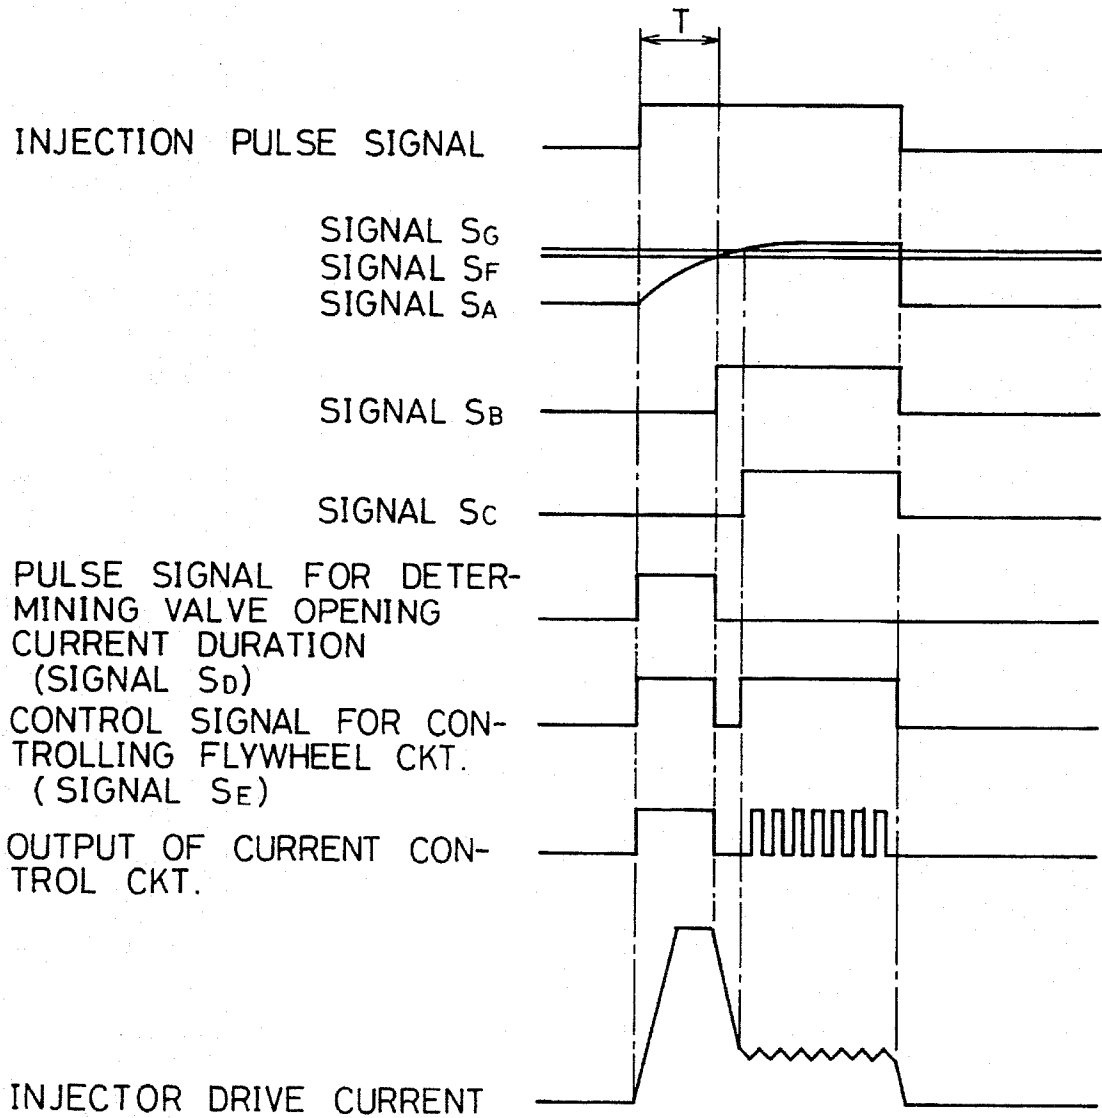 T
INJECTION PULSE SIGNAL
SIGNAL SG
SIGNAL SF
SIGNAL SA
SIGNAL SB
SIGNAL SC
PULSE SIGNAL FOR DETER-
MINING VALVE OPENING
CURRENT DURATION
(SIGNAL SD)
CONTROL SIGNAL FOR CON-
TROLLING FLYWHEEL CKT.
(SIGNAL SE)
OUTPUT OF CURRENT CON-
TROL CKT.
INJECTOR DRIVE CURRENT